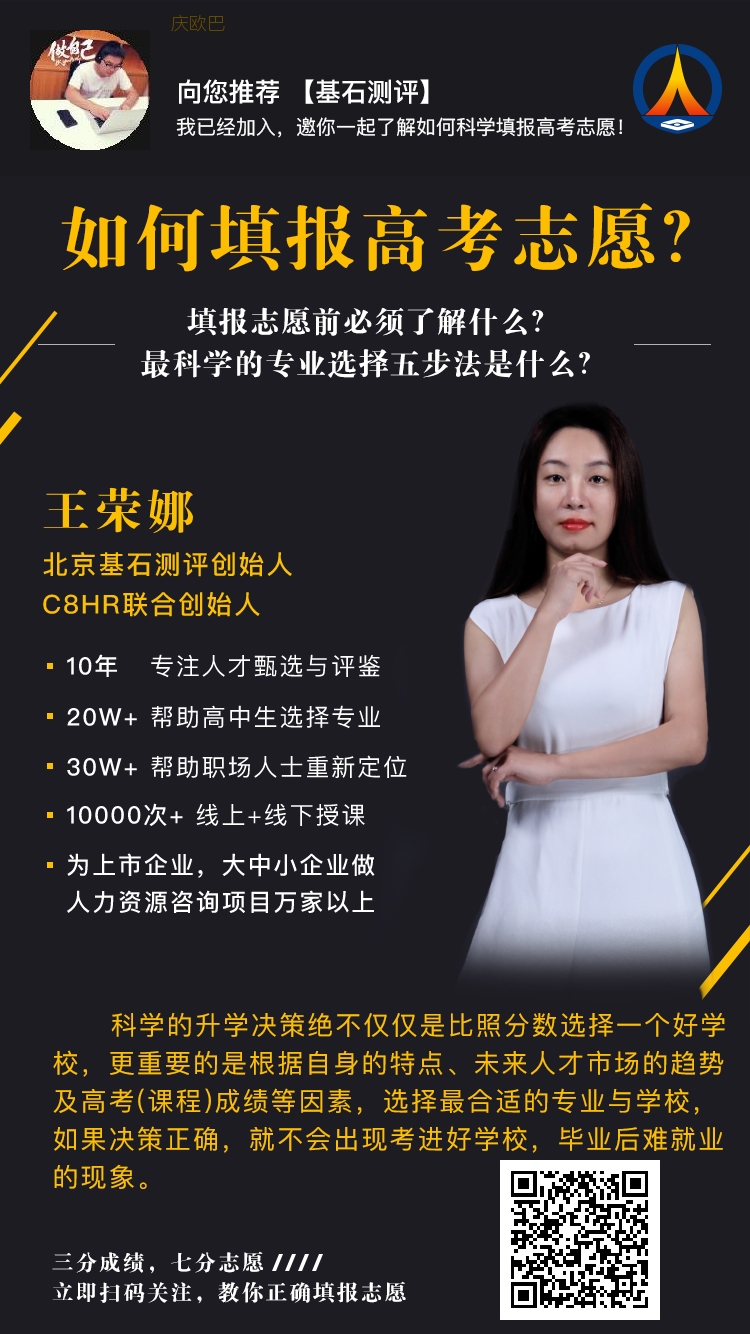 庆欧巴
做自己
向您推荐 【基石测评】
我已经加入，邀你一起了解如何科学填报高考志愿！
如何填报高考志愿？
填报志愿前必须了解什么？
最科学的专业选择五步法是什么？
王荣娜
北京基石测评创始人
C8HR联合创始人
10年 专注人才甄选与评鉴
20W+ 帮助高中生选择专业
30W+ 帮助职场人士重新定位
10000次+ 线上+线下授课
为上市企业，大中小企业做
人力资源咨询项目万家以上
科学的升学决策绝不仅仅是比照分数选择一个好学
校，更重要的是根据自身的特点、未来人才市场的趋势
及高考(课程)成绩等因素，选择最合适的专业与学校，
如果决策正确，就不会出现考进好学校，毕业后难就业
的现象。
三分成绩，七分志愿 ////
立即扫码关注，教你正确填报志愿